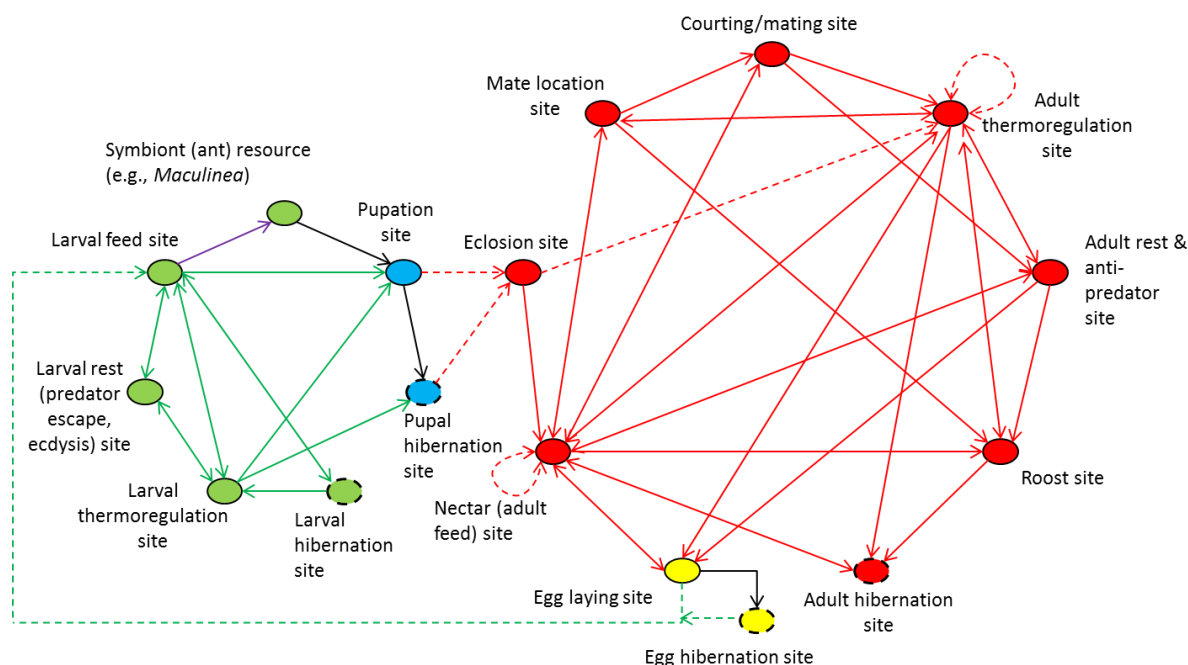 Courting/mating site
Mate location
site
Adult
thermoregulation
site
Symbiont (ant) resource
(e.g., Maculinea)
Pupation
site
Larval feed site
Eclosion site
Adult rest &
anti-
predator
site
Larval rest
(predator
escape,
ecdysis) site
Pupal
hibernation
site
Larval
thermoregulation
site
Larval
hibernation
site
Nectar (adult
feed) site
Roost site
Egg laying site
Adult hibernation
site
Egg hibernation site